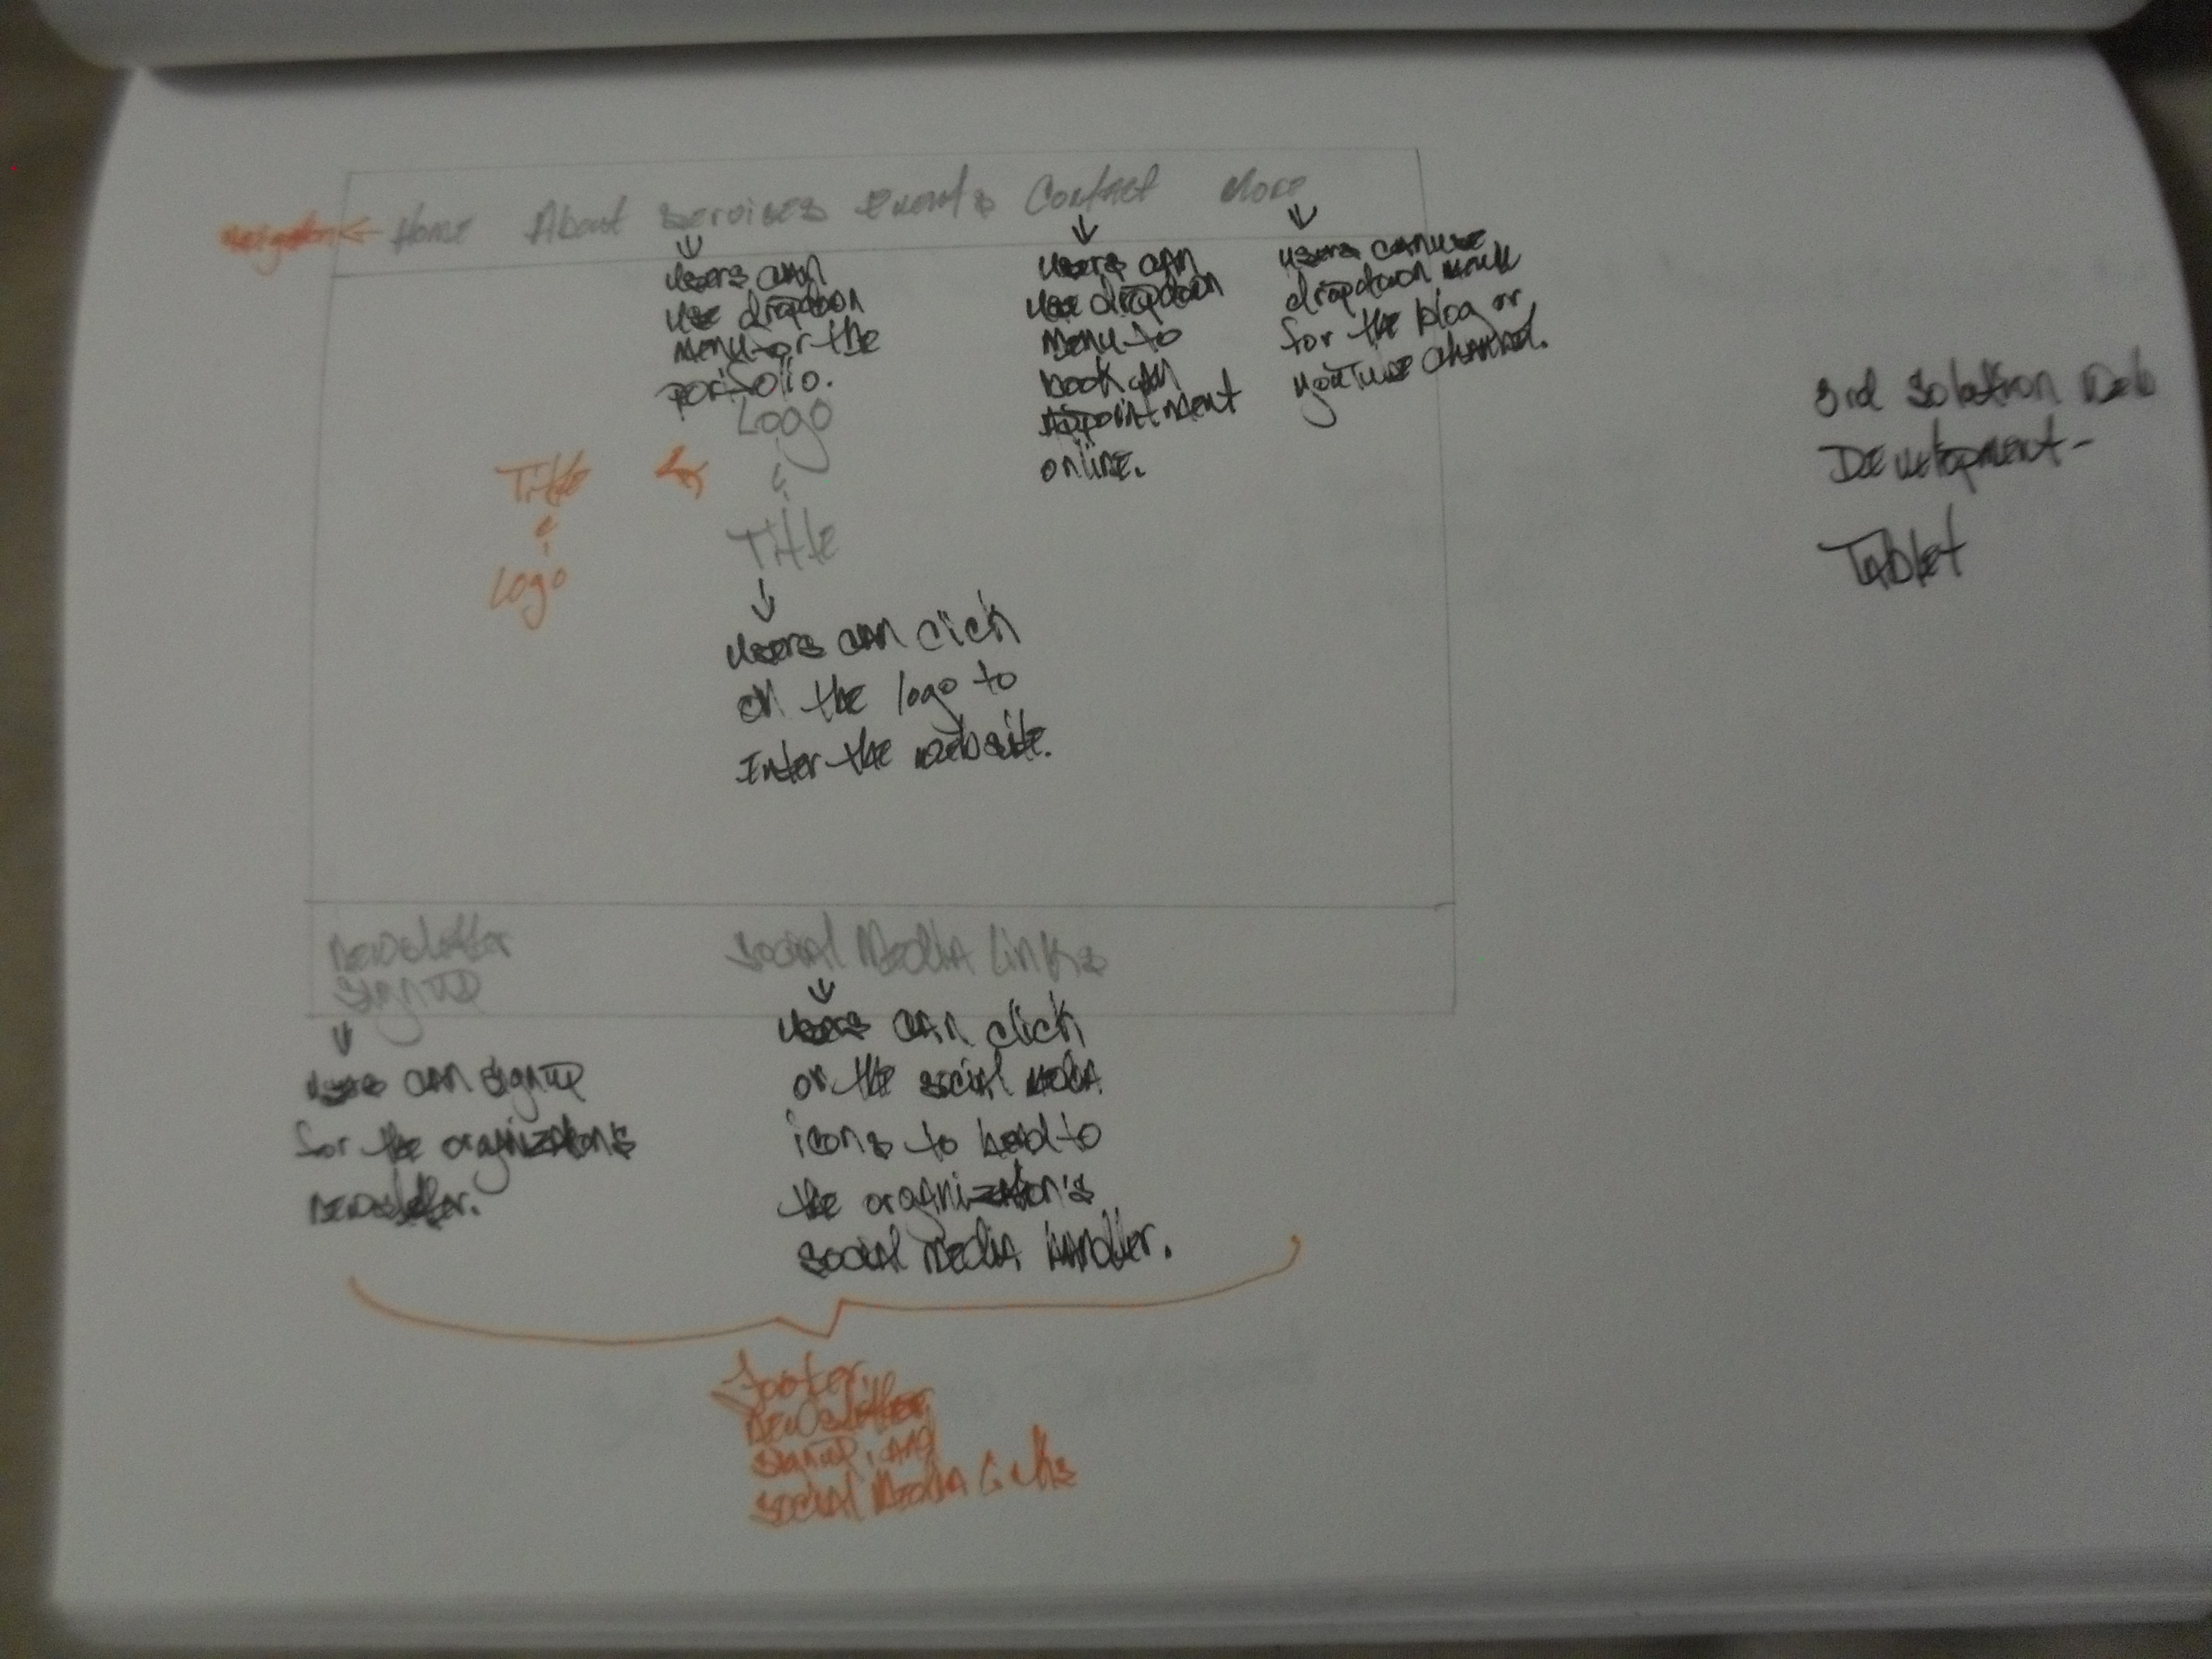 Home About Services Events Contact More
Navigation
Users can
use dropdown
menu for the
porfolio.
Users can
use dropdown
menu to
book an
appointment
online.
users can use
dropdown menu
for the blog or
youtube channel.
Logo
&
Title
Title
&
Logo
Users can click
on the logo to
Enter the website.
3rd Solution Web
Development-
Tablet
Newsletter
Signup
Social Media Links
Users can signup
for the organization's
newsletter.
Users can click
on the social media
icons to head to
the organization's
social media handler.
Footer,
Newsletter
Signup, and
Social Media Links